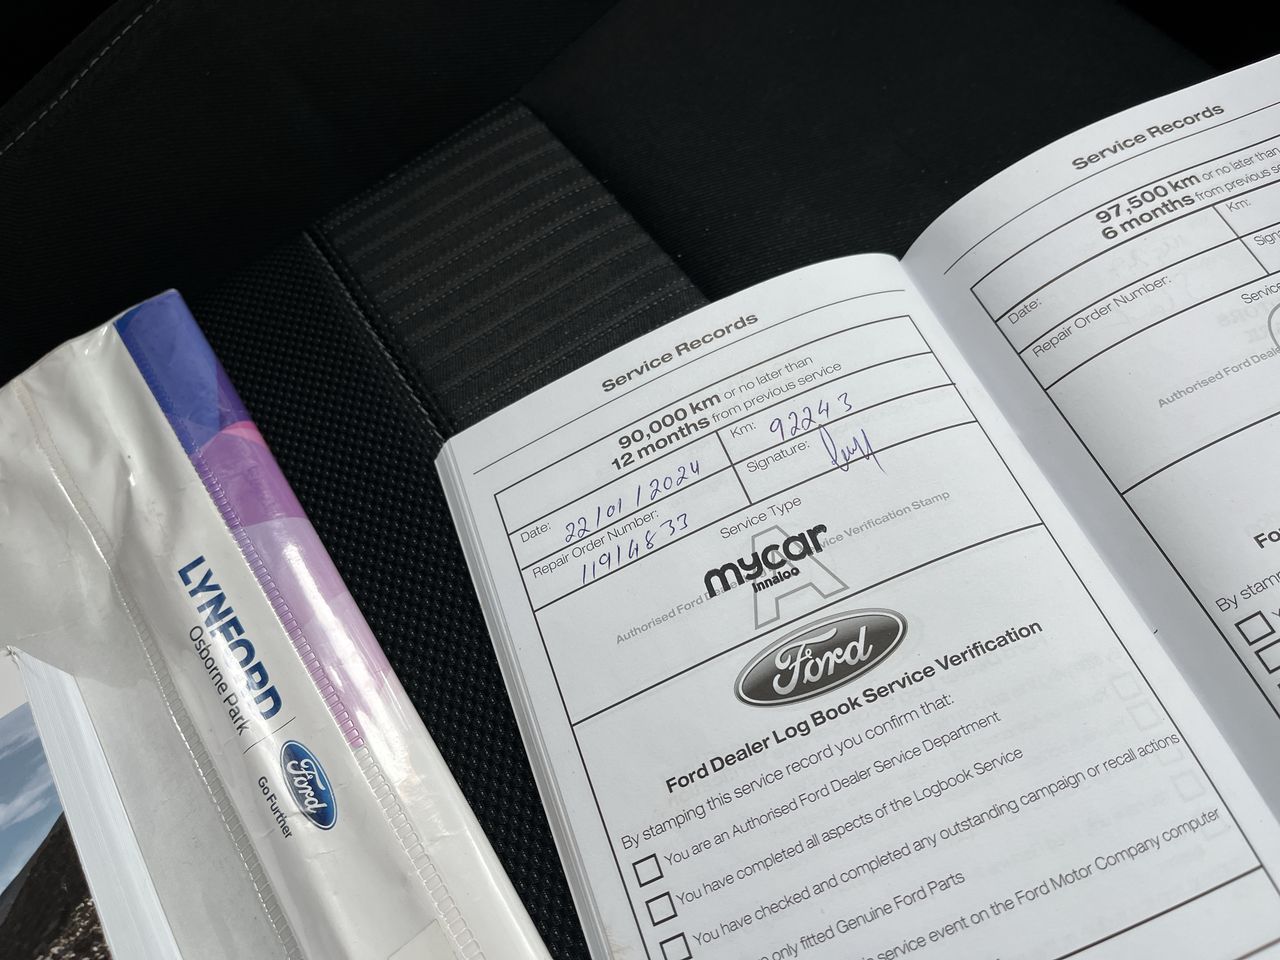 Service Records
90,000 km or no later than
12 months from previous service
Date: 22/01/2024
Km: 92243
Repair Order Number:
11914833
Signature:
Service Type
A
Authorised Ford Dealer Service Verification Stamp
mycar
Innaloo
Ford
Ford Dealer Log Book Service Verification
By stamping this service record you confirm that:
You are an Authorised Ford Dealer Service Department
You have completed all aspects of the Logbook Service
You have checked and completed any outstanding campaign or recall actions
only fitted Genuine Ford Parts
service event on the Ford Motor Company computer
Service Records
97,500 km or no later than
6 months from previous
Date:
Km:
Repair Order Number:
Service
Authorised Ford
By
LYNFORD
Osborne Park
Ford
Go Further